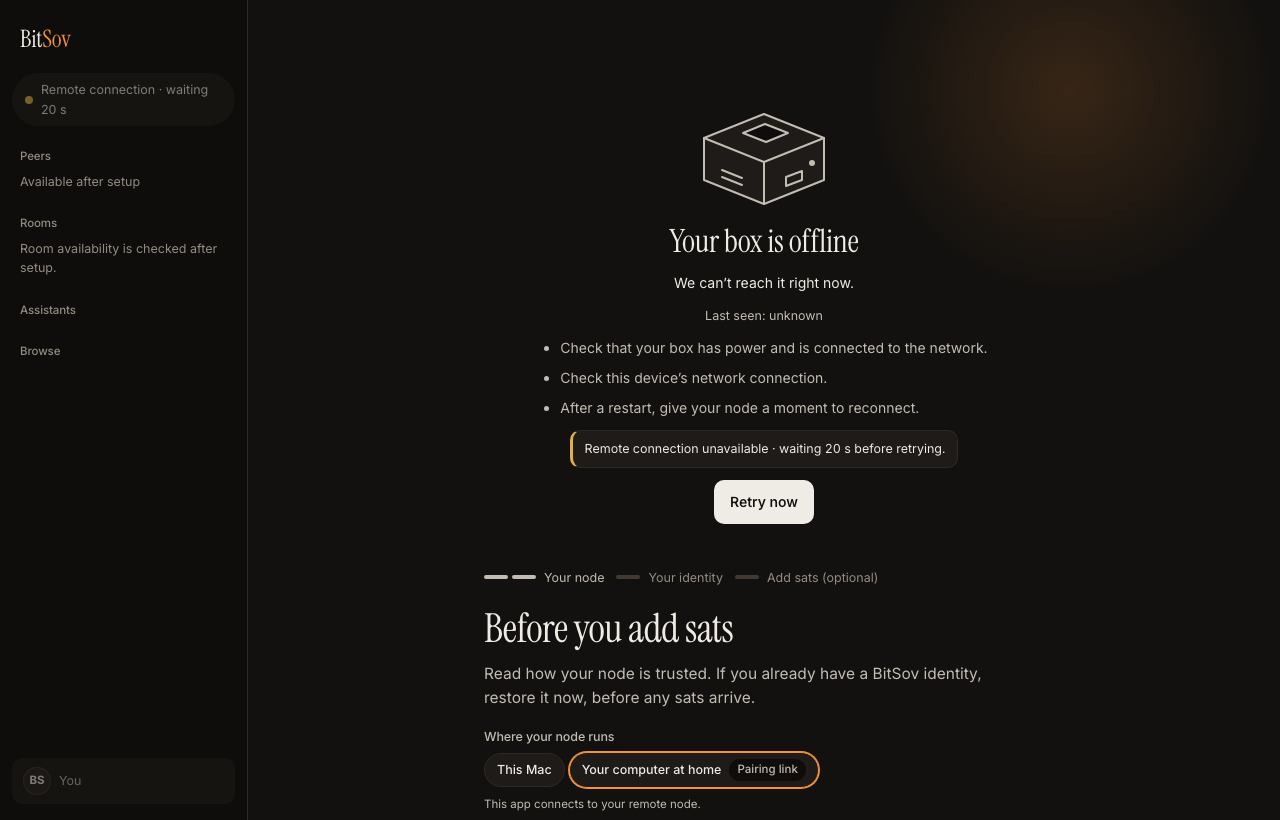 BitSov
Remote connection · waiting
20 s
Peers
Available after setup
Rooms
Room availability is checked after
setup.
Assistants
Browse
BS You
Your box is offline
We can’t reach it right now.
Last seen: unknown
• Check that your box has power and is connected to the network.
• Check this device’s network connection.
• After a restart, give your node a moment to reconnect.
Remote connection unavailable · waiting 20 s before retrying.
Retry now
Your node Your identity Add sats (optional)
Before you add sats
Read how your node is trusted. If you already have a BitSov identity,
restore it now, before any sats arrive.
Where your node runs
This Mac Your computer at home Pairing link
This app connects to your remote node.